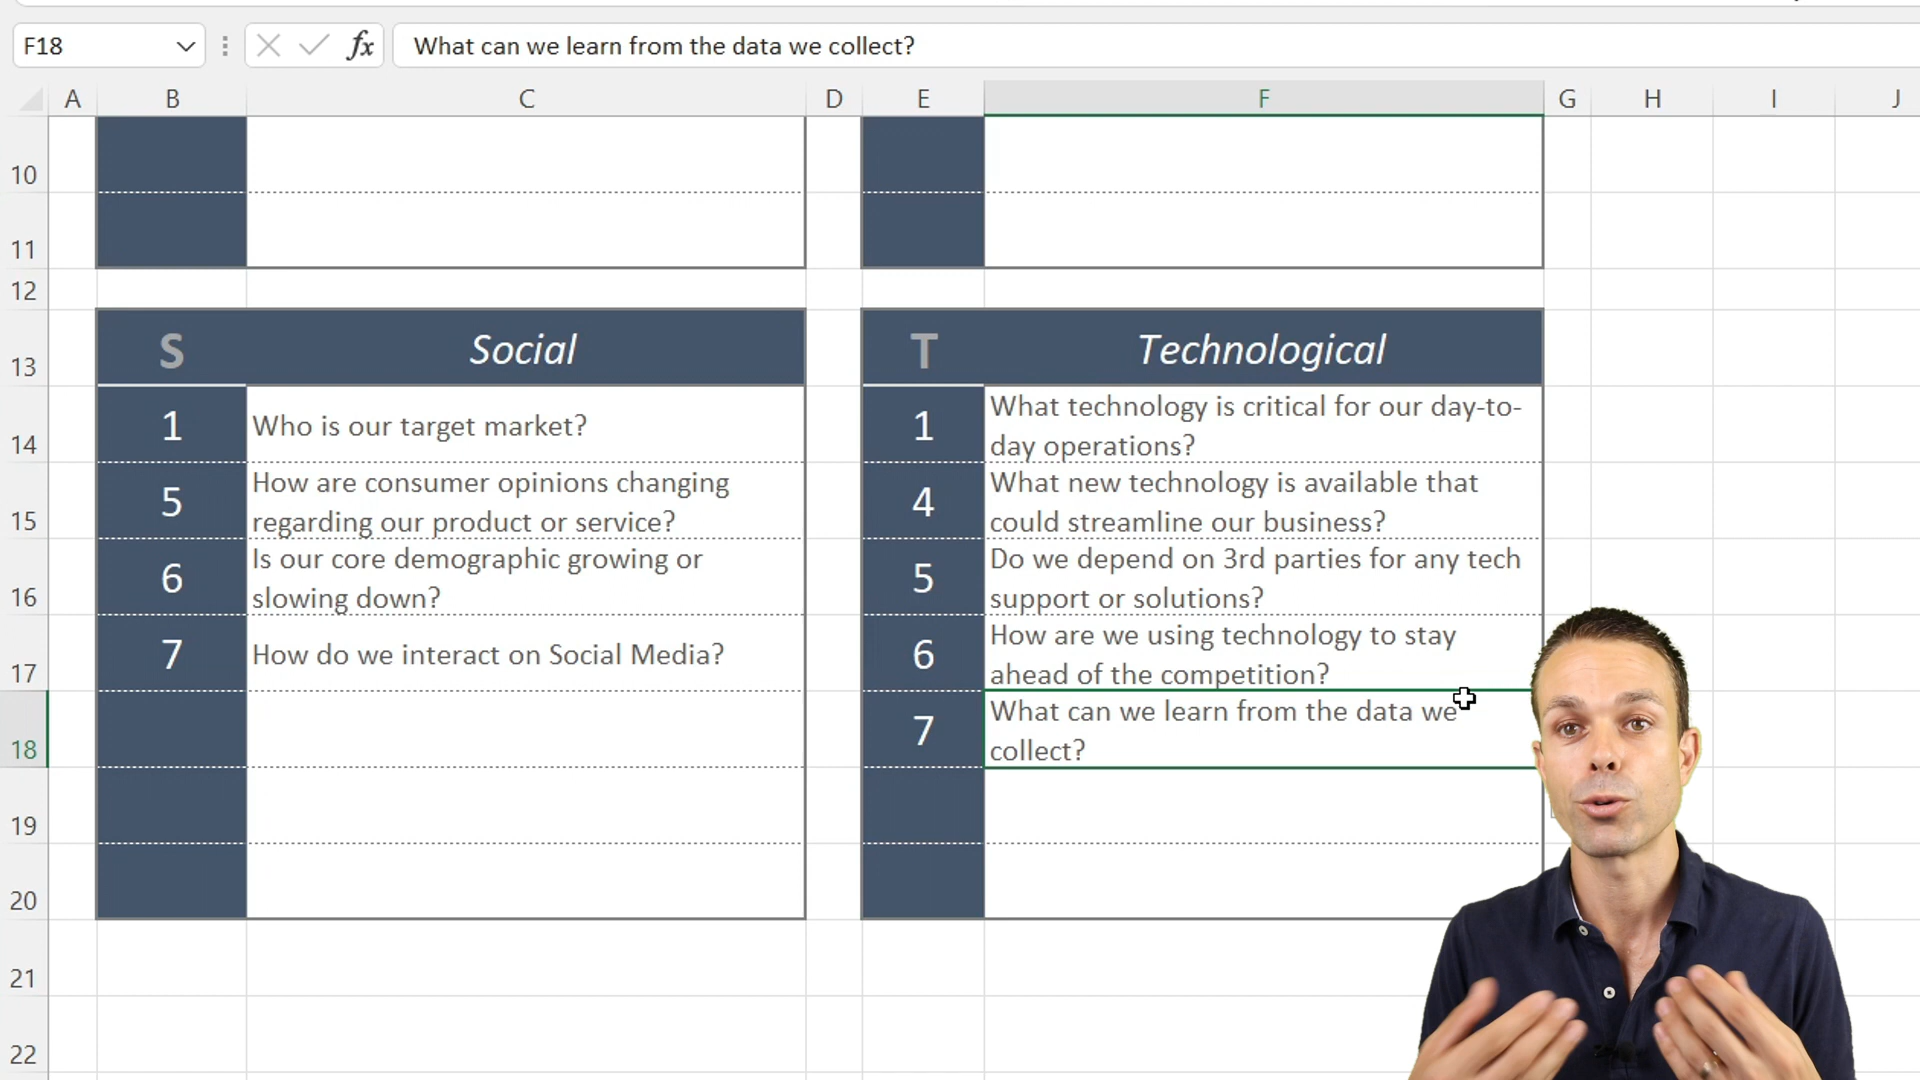 F18
fx
What can we learn from the data we collect?
A B C D E F G H I J
10
11
12
13
S Social
T Technological
14
1 Who is our target market?
1 What technology is critical for our day-to-
day operations?
15
5 How are consumer opinions changing
regarding our product or service?
4 What new technology is available that
could streamline our business?
16
6 Is our core demographic growing or
slowing down?
5 Do we depend on 3rd parties for any tech
support or solutions?
17
7 How do we interact on Social Media?
6 How are we using technology to stay
ahead of the competition?
18
7 What can we learn from the data we
collect?
19
20
21
22